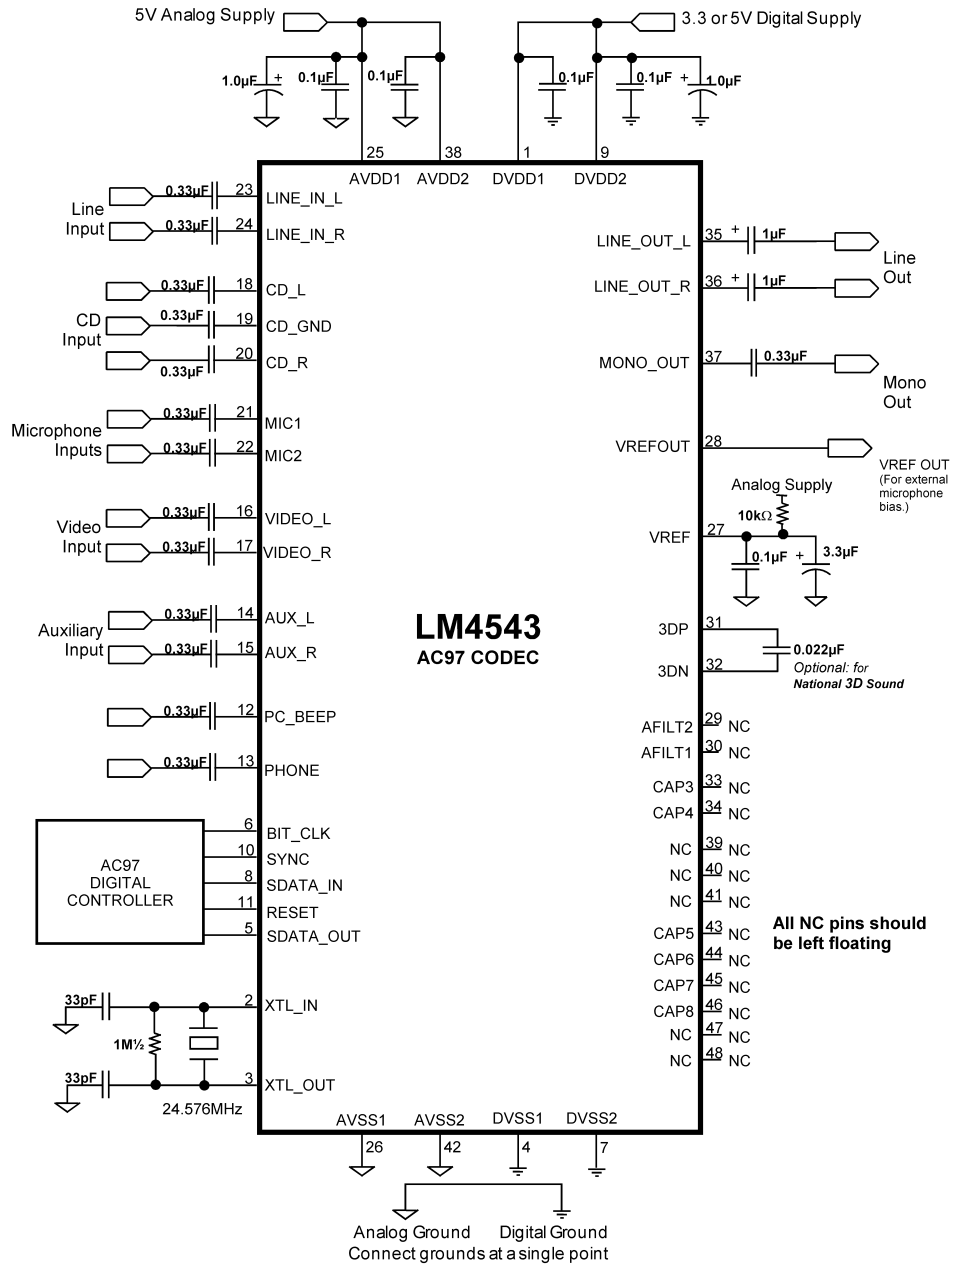 5V Analog Supply
3.3 or 5V Digital Supply
1.0µF +
0.1µF
0.1µF
0.1µF
0.1µF
+ 1.0µF
25
38
1
9
AVDD1
AVDD2
DVDD1
DVDD2
Line
Input
0.33µF
23
LINE_IN_L
0.33µF
24
LINE_IN_R
CD
Input
0.33µF
18
CD_L
0.33µF
19
CD_GND
0.33µF
20
CD_R
Microphone
Inputs
0.33µF
21
MIC1
0.33µF
22
MIC2
Video
Input
0.33µF
16
VIDEO_L
0.33µF
17
VIDEO_R
Auxiliary
Input
0.33µF
14
AUX_L
0.33µF
15
AUX_R
0.33µF
12
PC_BEEP
0.33µF
13
PHONE
AC97
DIGITAL
CONTROLLER
6
BIT_CLK
10
SYNC
8
SDATA_IN
11
RESET
5
SDATA_OUT
33pF
2
XTL_IN
1M½
33pF
3
XTL_OUT
24.576MHz
LM4543
AC97 CODEC
LINE_OUT_L
35
+
1µF
LINE_OUT_R
36
+
1µF
Line
Out
MONO_OUT
37
0.33µF
Mono
Out
VREFOUT
28
VREF OUT
(For external
microphone
bias.)
Analog Supply
10kΩ
VREF
27
0.1µF
+
3.3µF
3DP
31
3DN
32
0.022µF
Optional: for
National 3D Sound
AFILT2
29
NC
AFILT1
30
NC
CAP3
33
NC
CAP4
34
NC
NC
39
NC
NC
40
NC
NC
41
NC
CAP5
43
NC
CAP6
44
NC
CAP7
45
NC
CAP8
46
NC
NC
47
NC
NC
48
NC
All NC pins should
be left floating
AVSS1
AVSS2
DVSS1
DVSS2
26
42
4
7
Analog Ground
Digital Ground
Connect grounds at a single point